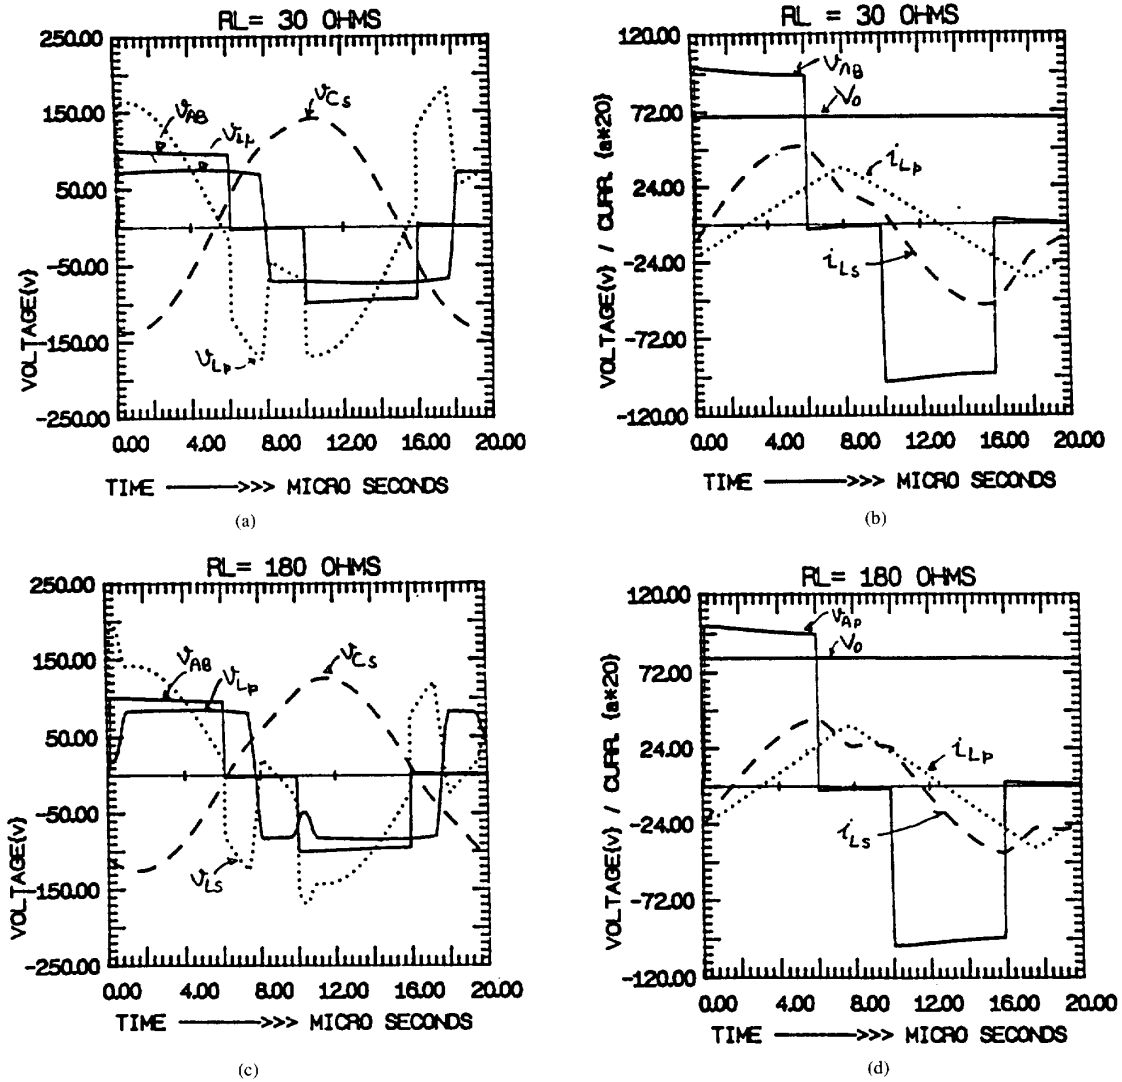 RL= 30 OHMS
250.00
150.00
50.00
-50.00
-150.00
-250.00
VOLTAGE{v}
vAB
vLp
vCs
vLp
0.00 4.00 8.00 12.00 16.00 20.00
TIME ———>>> MICRO SECONDS
(a)
RL = 30 OHMS
120.00
72.00
24.00
-24.00
-72.00
-120.00
VOLTAGE{v} / CURR. {a*20}
vAB
Vo
iLp
iLs
0.00 4.00 8.00 12.00 16.00 20.00
TIME ———>>> MICRO SECONDS
(b)
RL= 180 OHMS
250.00
150.00
50.00
-50.00
-150.00
-250.00
VOLTAGE{v}
vAB
vLp
vCs
vLS
0.00 4.00 8.00 12.00 16.00 20.00
TIME ———>>> MICRO SECONDS
(c)
RL= 180 OHMS
120.00
72.00
24.00
-24.00
-72.00
-120.00
VOLTAGE{v} / CURR. {a*20}
vAp
Vo
iLp
iLs
0.00 4.00 8.00 12.00 16.00 20.00
TIME ———>>> MICRO SECONDS
(d)